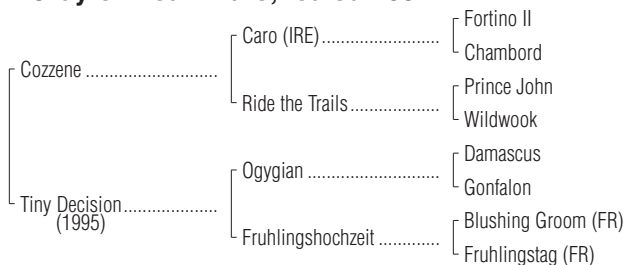 Fortino II
Caro (IRE)
Chambord
Cozzene
Prince John
Ride the Trails
Wildwook
Damascus
Ogygian
Gonfalon
Tiny Decision
(1995)
Blushing Groom (FR)
Fruhlingshochzeit
Fruhlingstag (FR)